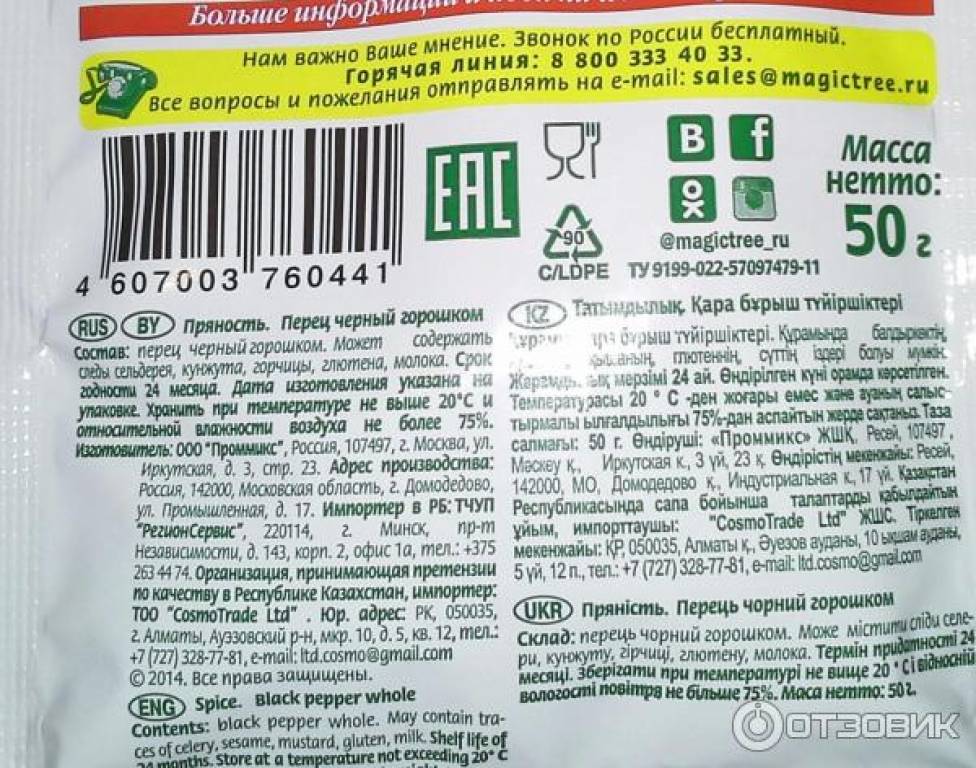 Больше информации
Нам важно Ваше мнение. Звонок по России бесплатный.
Горячая линия: 8 800 333 40 33.
Все вопросы и пожелания отправлять на e-mail: sales@magictree.ru
4 607003 760441
EAC
90
C/LDPE
B f
@magictree_ru
ТУ 9199-022-57097479-11
Масса
нетто:
50 г
RUS BY Пряность. Перец черный горошком
Состав: перец черный горошком. Может содержать
следы сельдерея, кунжута, горчицы, глютена, молока. Срок
годности 24 месяца. Дата изготовления указана на
упаковке. Хранить при температуре не выше 20°С и
относительной влажности воздуха не более 75%.
Изготовитель: ООО "Проммикс", Россия, 107497, г. Москва, ул.
Иркутская, д. 3, стр. 23. Адрес производства:
Россия, 142000, Московская область, г. Домодедово,
ул. Промышленная, д. 17. Импортер в РБ: ТЧУП
"РегионСервис", 220114, г. Минск, пр-т
Независимости, д. 143, корп. 2, офис 1а, тел.: +375
263 44 74. Организация, принимающая претензии
по качеству в Республике Казахстан, импортер:
ТОО "CosmoTrade Ltd" . Юр. адрес: РК, 050035,
г. Алматы, Ауэзовский р-н, мкр. 10, д. 5, кв. 12, тел.:
+7 (727) 328-77-81, e-mail: ltd.cosmo@gmail.com
© 2014. Все права защищены.
ENG Spice. Black pepper whole
Contents: black pepper whole. May contain tra-
ces of celery, sesame, mustard, gluten, milk. Shelf life of
24 months. Store at a temperature not exceeding 20° C
KZ Татымдылық. Қара бұрыш түйіршіктері
бұрыш түйіршіктері. Құрамында балдыркөктің,
глютеннің, сүттің іздері болуы мүмкін.
мерзімі 24 ай. Өндірілген күні орамда көрсетілген.
Температурасы 20 ° С -ден жоғары емес және ауаның салыс-
тырмалы ылғалдылығы 75%-дан аспайтын жерде сақтаңыз. Таза
салмағы: 50 г. Өндіруші: «Проммикс» ЖШҚ, Ресей, 107497,
Мәскеу қ., Иркутская к., 3 үй, 23 қ. Өндірістің мекенжайы: Ресей,
142000, МО, Домодедово қ., Индустриальная к., 17 үй. Қазақстан
Республикасында сапа бойынша талаптарды қабылдайтын
ұйым, импорттаушы: "CosmoTrade Ltd" ЖШС. Тіркелген
мекенжайы: ҚР, 050035, Алматы қ., Әуезов ауданы, 10 ықшам ауданы,
5 үй, 12 п., тел.: +7 (727) 328-77-81, e-mail: ltd.cosmo@gmail.com
UKR Пряність. Перець чорний горошком
Склад: перець чорний горошком. Може містити сліди селе-
ри, кунжуту, гірчиці, глютену, молока. Термін придатності 24
місяці. Зберігати при температурі не вище 20°С і відносній
вологості повітря не більше 75%. Маса нетто: 50 г.
ОТЗОВИК